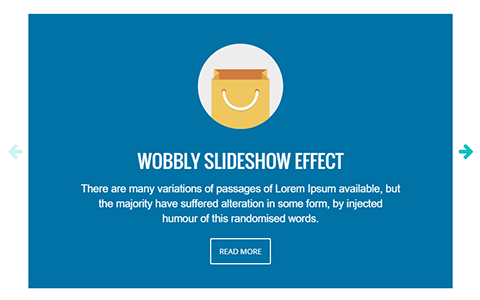 WOBBLY SLIDESHOW EFFECT
There are many variations of passages of Lorem Ipsum available, but
the majority have suffered alteration in some form, by injected
humour of this randomised words.
READ MORE